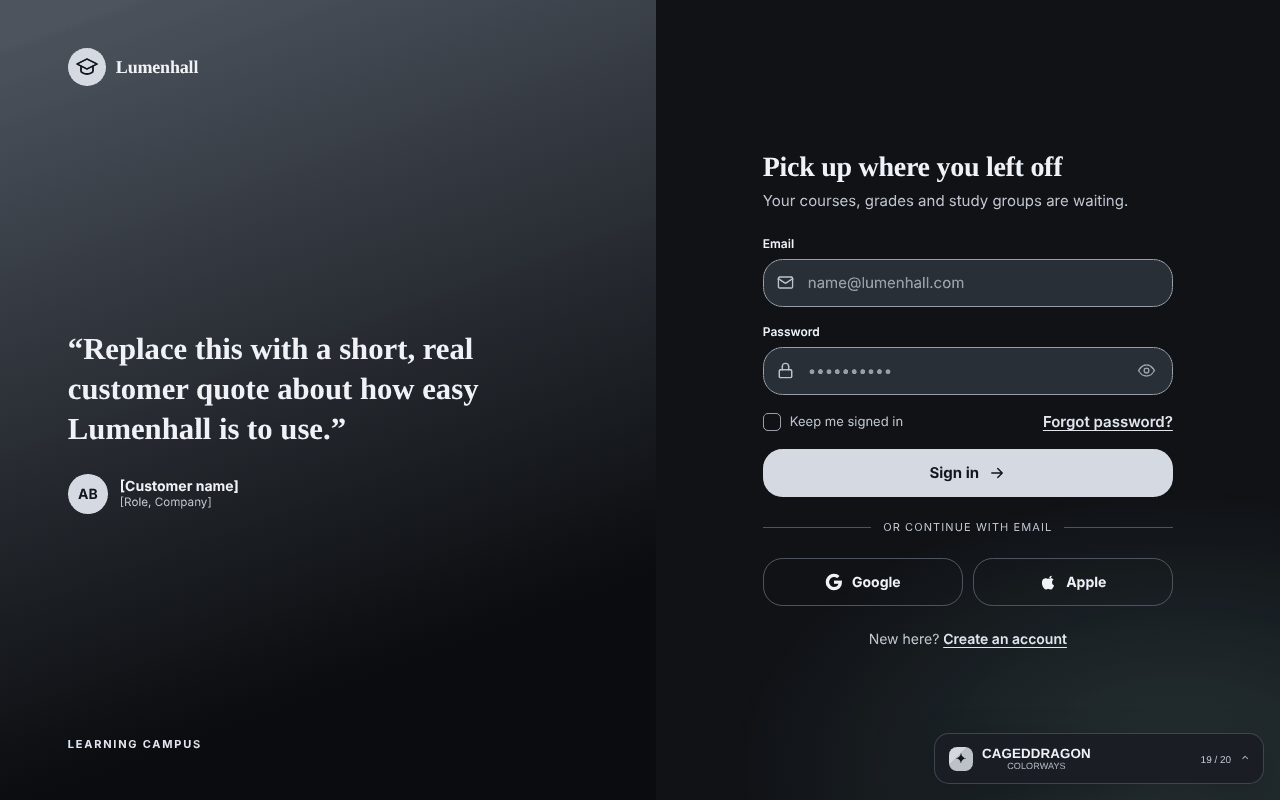 Lumenhall
“Replace this with a short, real
customer quote about how easy
Lumenhall is to use.”
AB
[Customer name]
[Role, Company]
LEARNING CAMPUS
Pick up where you left off
Your courses, grades and study groups are waiting.
Email
name@lumenhall.com
Password
••••••••••
Keep me signed in
Forgot password?
Sign in →
OR CONTINUE WITH EMAIL
Google
Apple
New here? Create an account
CAGEDDRAGON
COLORWAYS
19 / 20